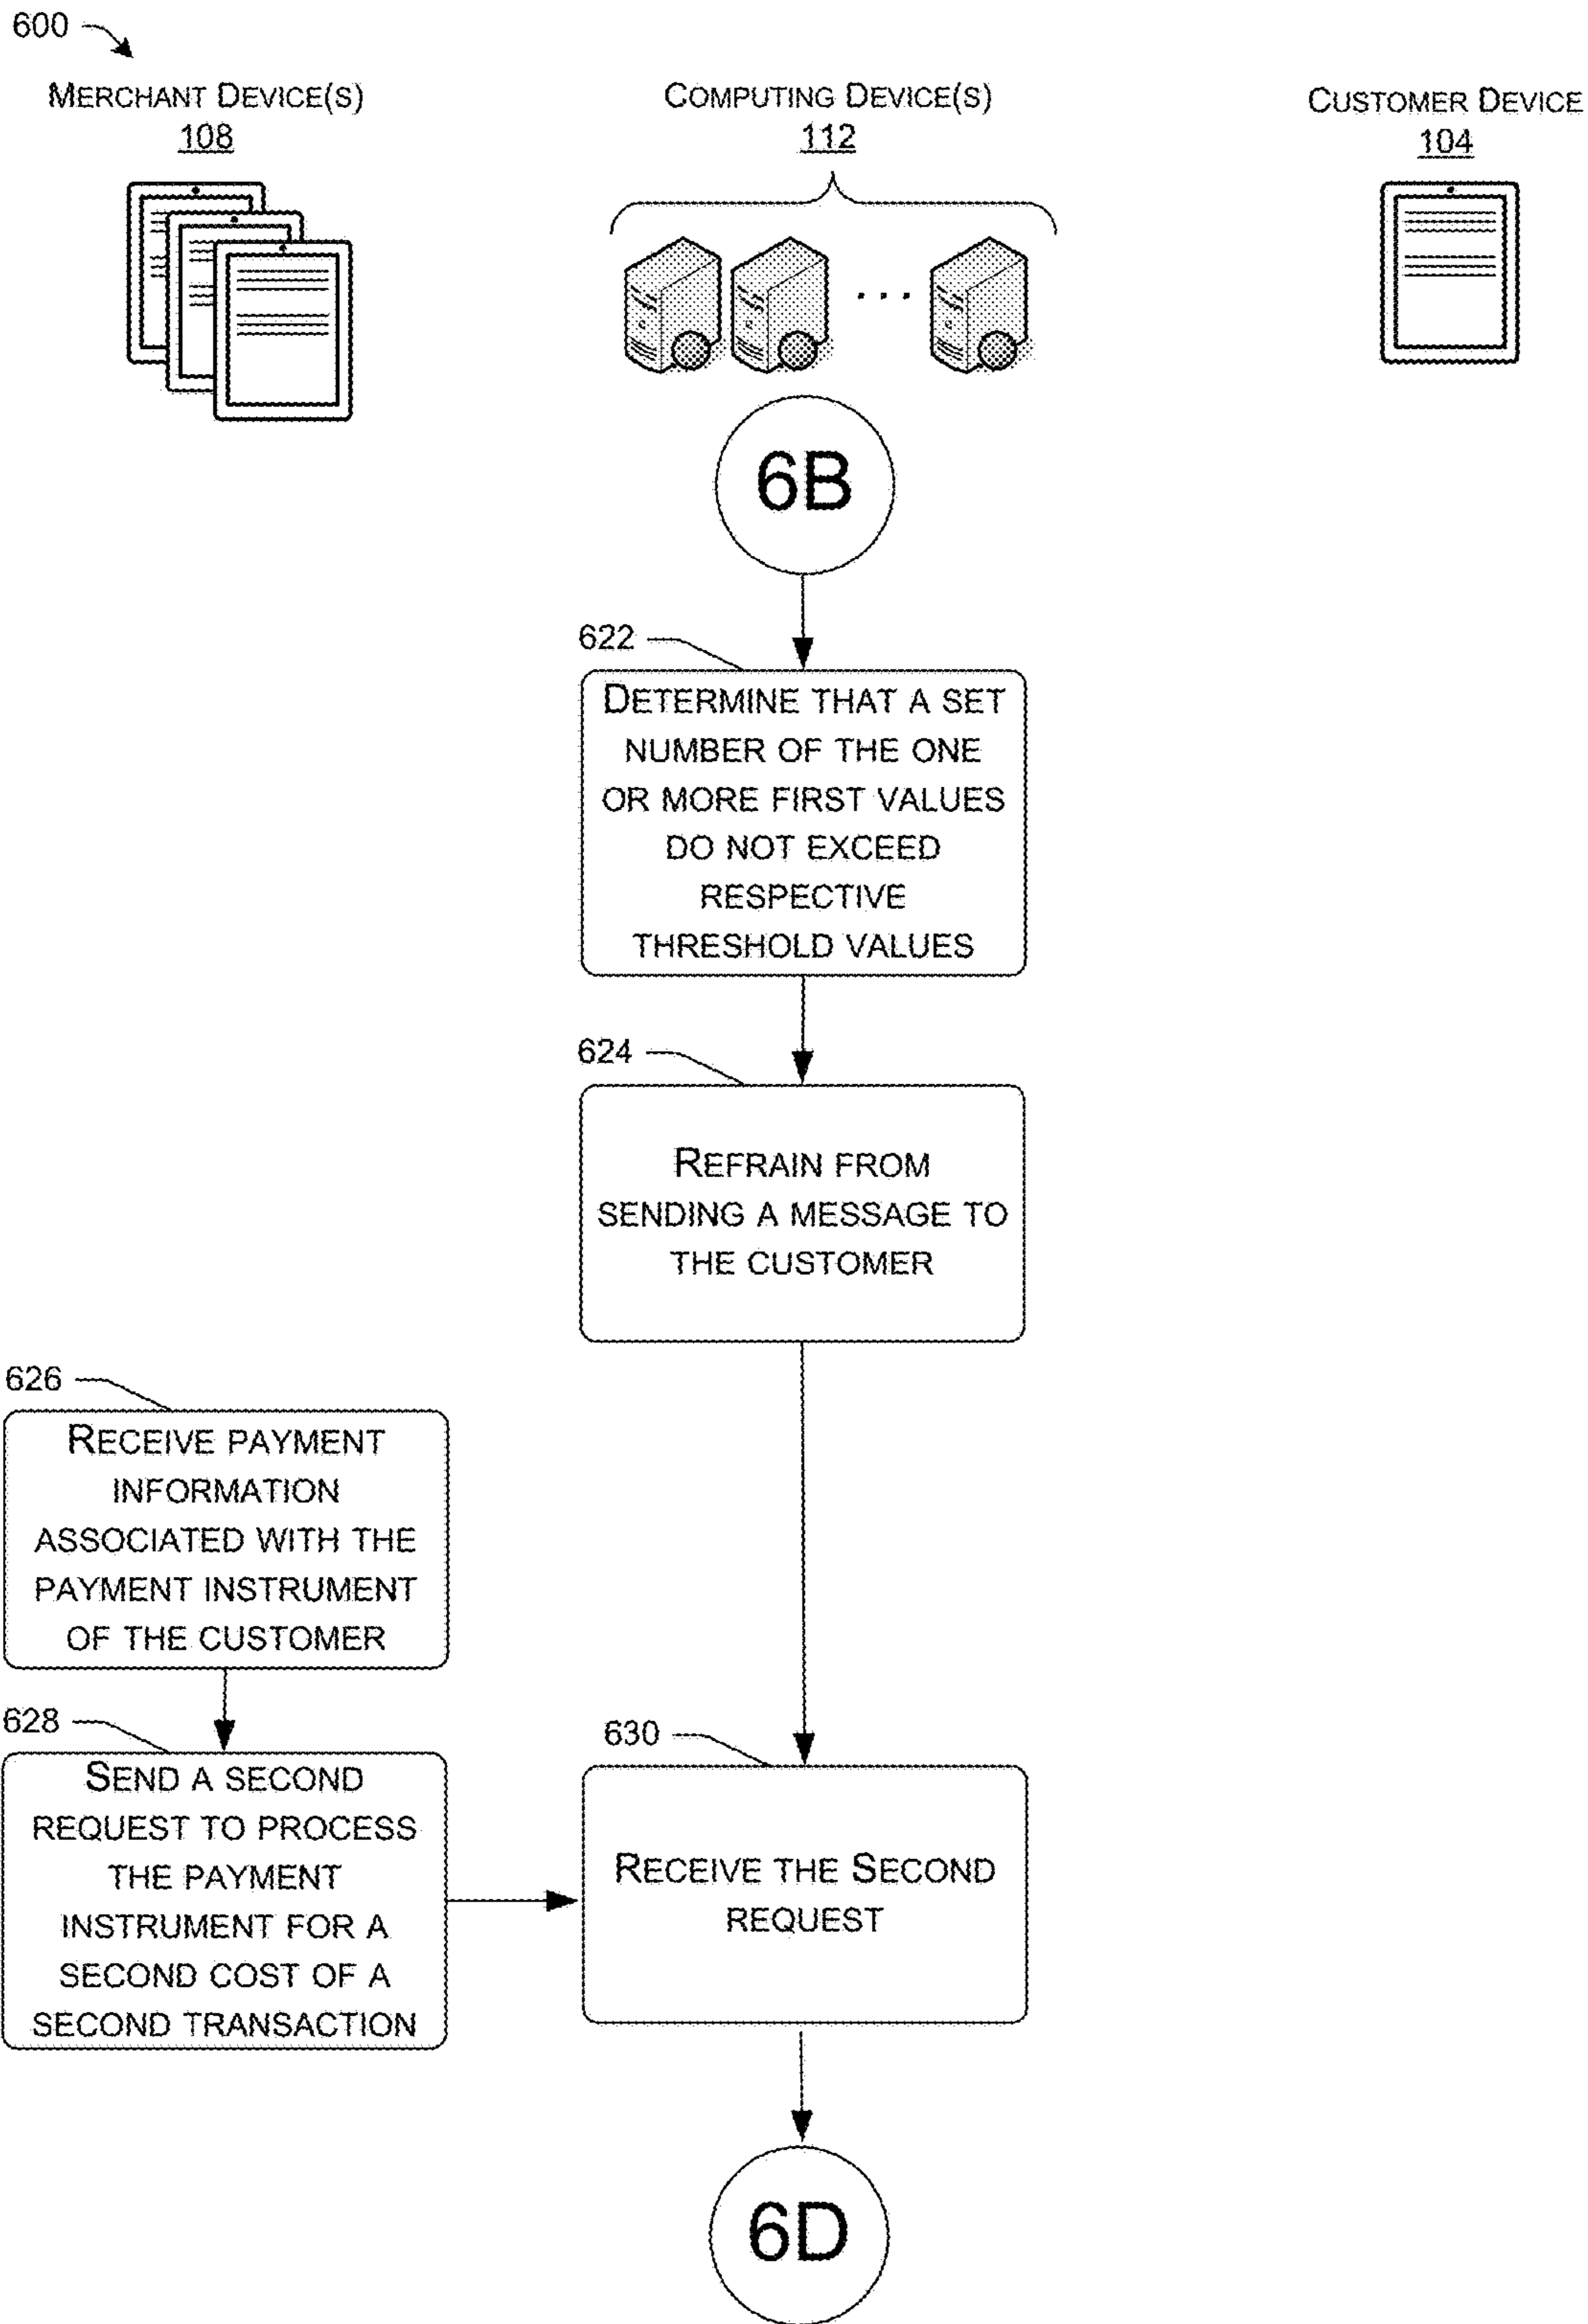 600
MERCHANT DEVICE(S)
108
COMPUTING DEVICE(S)
112
CUSTOMER DEVICE
104
. . .
6B
622
DETERMINE THAT A SET
NUMBER OF THE ONE
OR MORE FIRST VALUES
DO NOT EXCEED
RESPECTIVE
THRESHOLD VALUES
624
REFRAIN FROM
SENDING A MESSAGE TO
THE CUSTOMER
626
RECEIVE PAYMENT
INFORMATION
ASSOCIATED WITH THE
PAYMENT INSTRUMENT
OF THE CUSTOMER
628
SEND A SECOND
REQUEST TO PROCESS
THE PAYMENT
INSTRUMENT FOR A
SECOND COST OF A
SECOND TRANSACTION
630
RECEIVE THE SECOND
REQUEST
6D